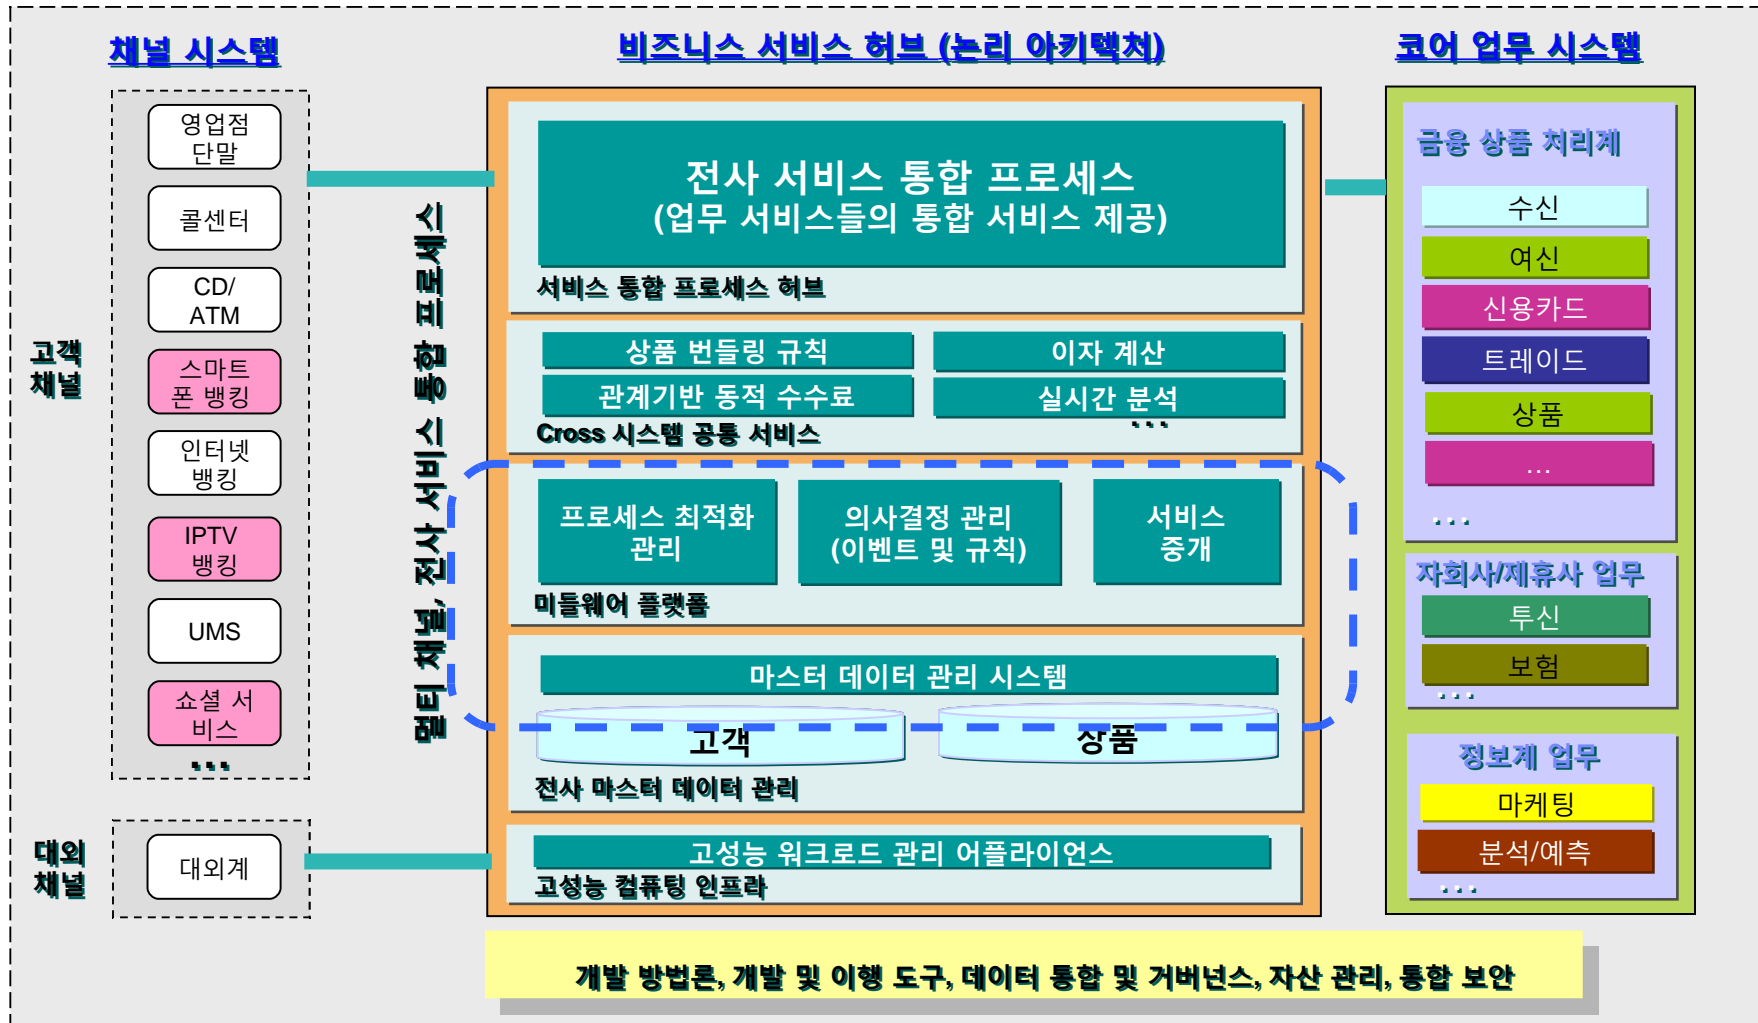 채널 시스템
비즈니스 서비스 허브 (논리 아키텍처)
코어 업무 시스템
고객
채널
영업점
단말
콜센터
CD/
ATM
스마트
폰 뱅킹
인터넷
뱅킹
IPTV
뱅킹
UMS
쇼셜 서
비스
...
대외
채널
대외계
멀티 채널, 전사 서비스 통합 프로세스
전사 서비스 통합 프로세스
(업무 서비스들의 통합 서비스 제공)
서비스 통합 프로세스 허브
상품 번들링 규칙
이자 계산
관계기반 동적 수수료
실시간 분석
...
Cross 시스템 공통 서비스
프로세스 최적화
관리
의사결정 관리
(이벤트 및 규칙)
서비스
중개
미들웨어 플랫폼
마스터 데이터 관리 시스템
고객
상품
전사 마스터 데이터 관리
고성능 워크로드 관리 어플라이언스
고성능 컴퓨팅 인프라
금융 상품 처리계
수신
여신
신용카드
트레이드
상품
...
...
자회사/제휴사 업무
투신
보험
...
정보계 업무
마케팅
분석/예측
...
개발 방법론, 개발 및 이행 도구, 데이터 통합 및 거버넌스, 자산 관리, 통합 보안